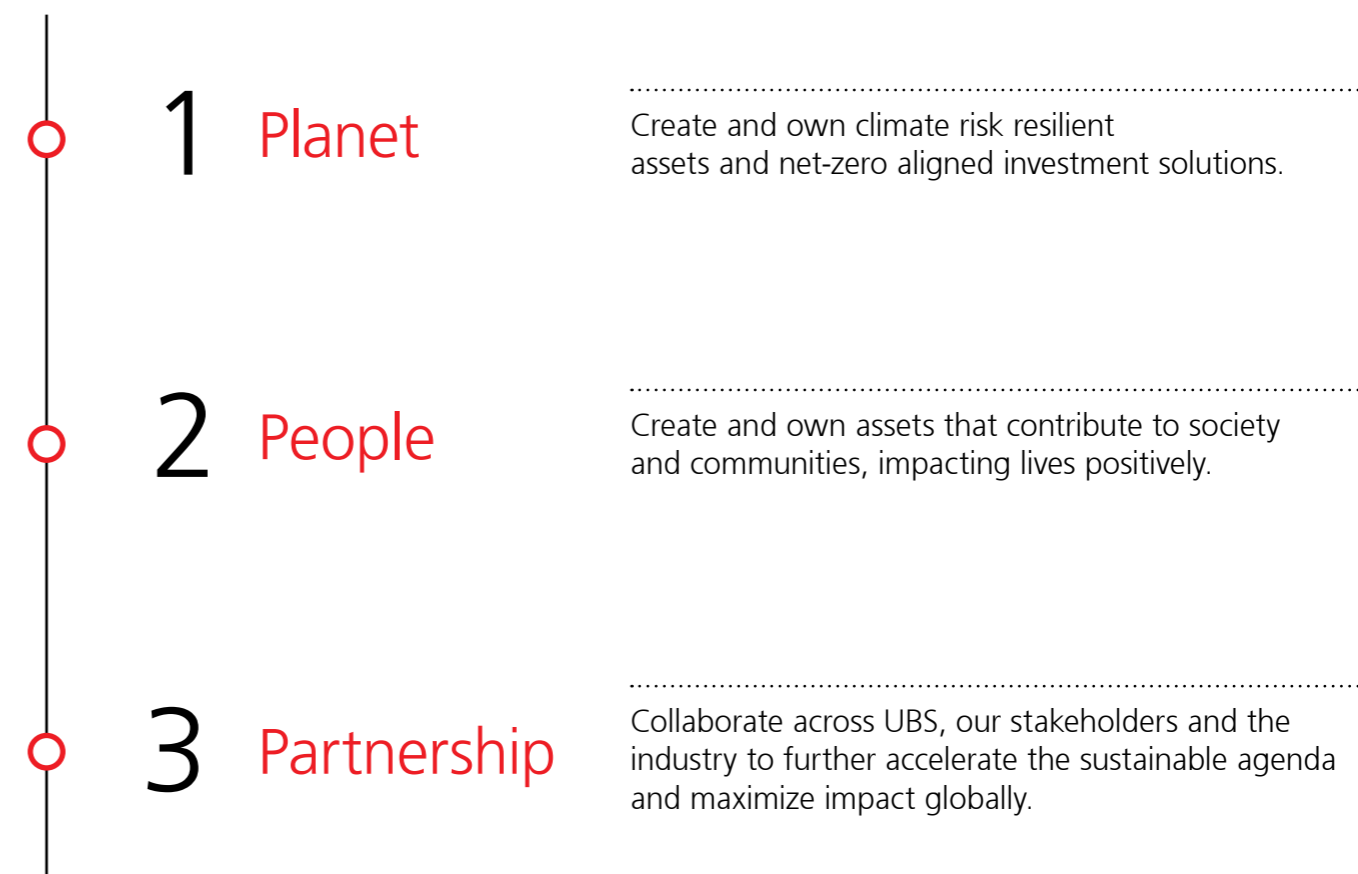 1 Planet
Create and own climate risk resilient
assets and net-zero aligned investment solutions.
2 People
Create and own assets that contribute to society
and communities, impacting lives positively.
3 Partnership
Collaborate across UBS, our stakeholders and the
industry to further accelerate the sustainable agenda
and maximize impact globally.